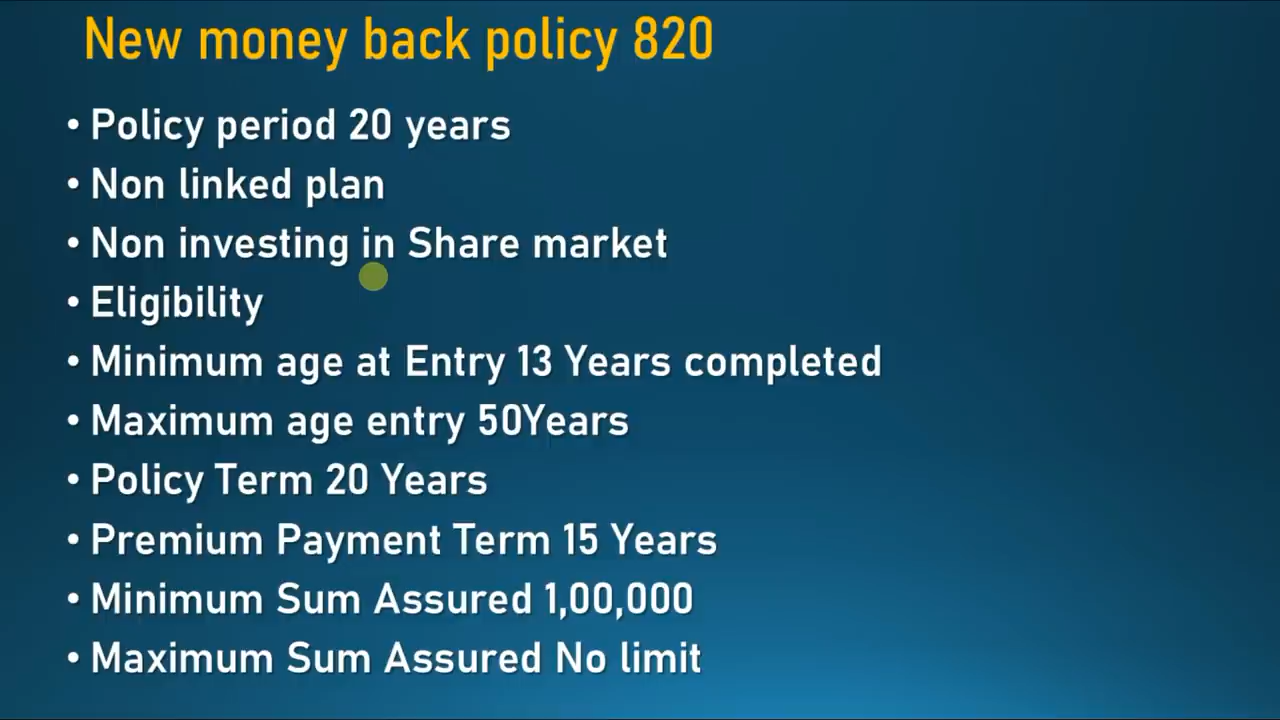 New money back policy 820
• Policy period 20 years
• Non linked plan
• Non investing in Share market
• Eligibility
• Minimum age at Entry 13 Years completed
• Maximum age entry 50Years
• Policy Term 20 Years
• Premium Payment Term 15 Years
• Minimum Sum Assured 1,00,000
• Maximum Sum Assured No limit